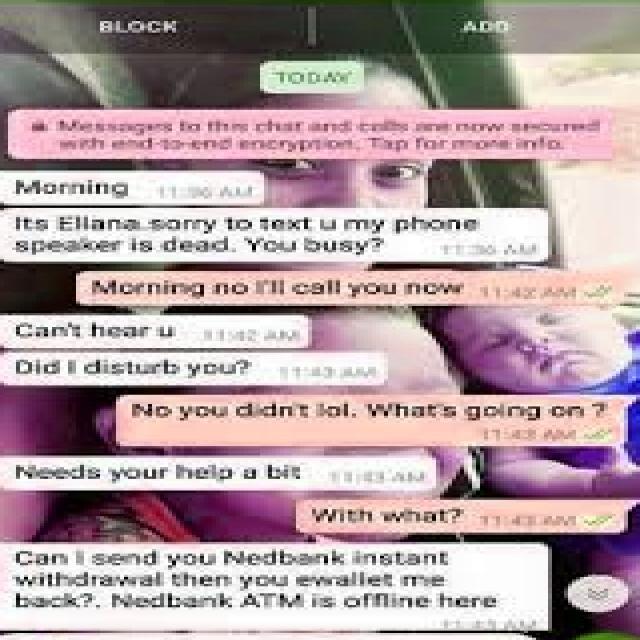 BLOCK
ADD
TODAY
Messages to this chat and calls are now secured
with end-to-end encryption. Tap for more info.
Morning 11:36 AM
Its Eliana.sorry to text u my phone
speaker is dead. You busy? 11:36 AM
Morning no I'll call you now 11:42 AM
Can't hear u 11:42 AM
Did I disturb you? 11:43 AM
No you didn't lol. What's going on ?
11:43 AM
Needs your help a bit 11:43 AM
With what? 11:43 AM
Can I send you Nedbank instant
withdrawal then you ewallet me
back?. Nedbank ATM is offline here
11:43 AM